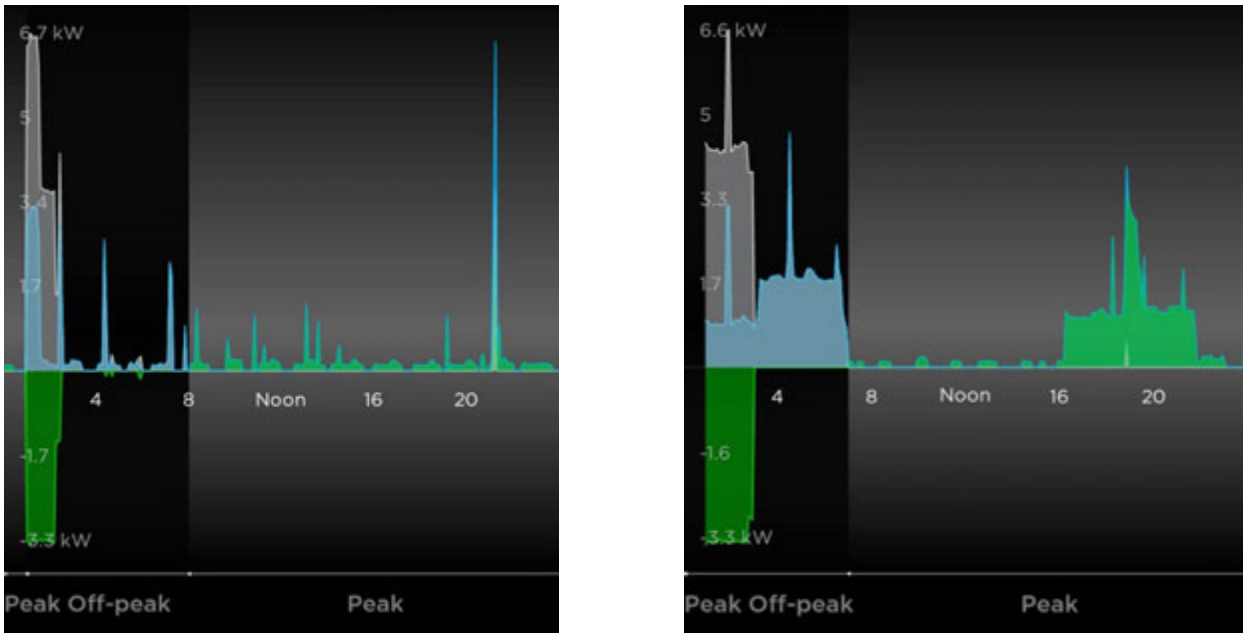 6.7 kW
5
3.4
1.7
4 8 Noon 16 20
-1.7
-3.3 kW
Peak Off-peak Peak
6.6 kW
5
3.3
1.7
4 8 Noon 16 20
-1.6
-3.3 kW
Peak Off-peak Peak